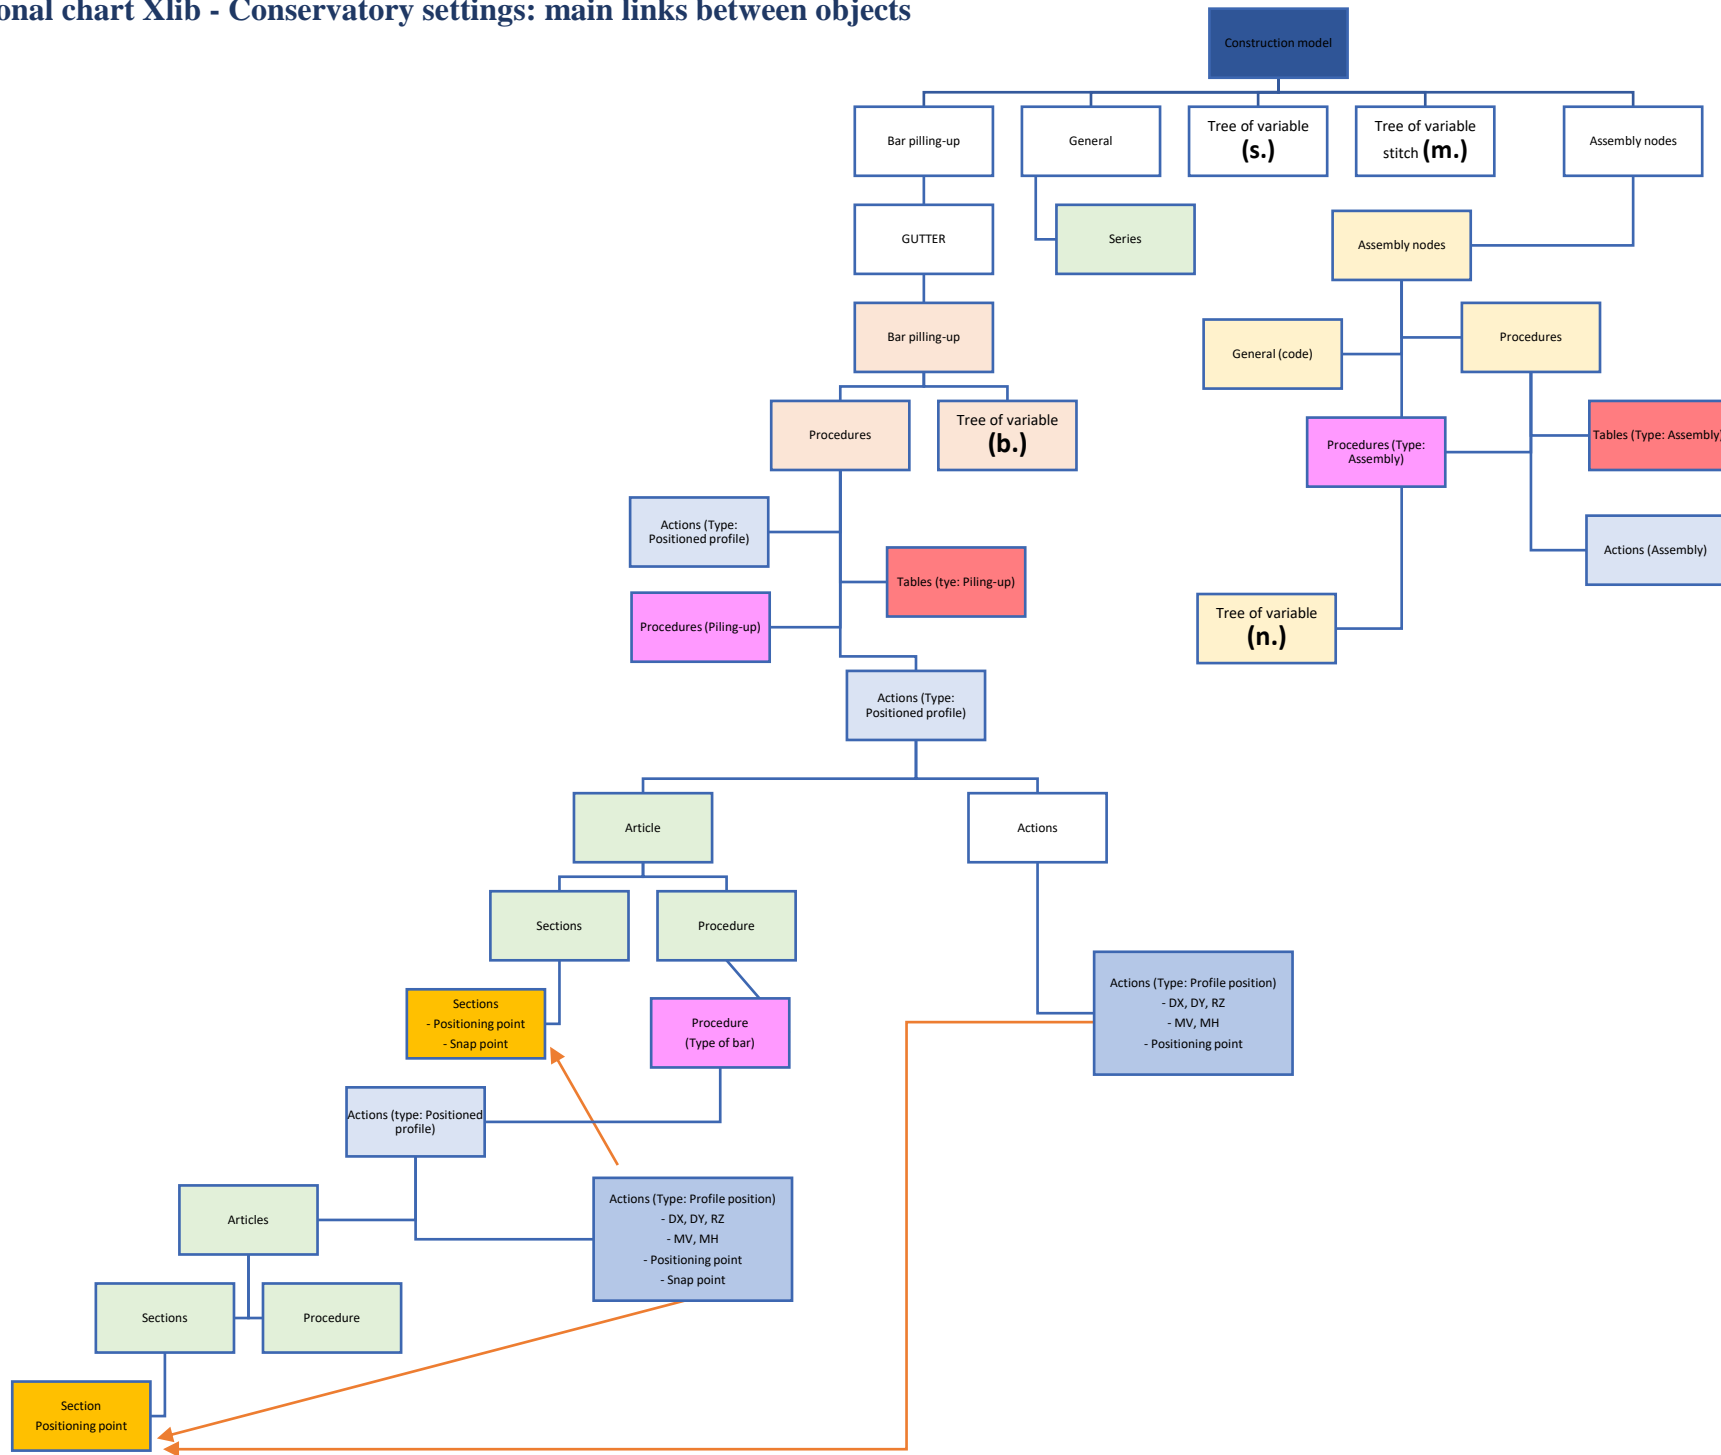 onal chart Xlib - Conservatory settings: main links between objects
Construction model
Bar pilling-up
General
Tree of variable
(s.)
Tree of variable
stitch (m.)
Assembly nodes
GUTTER
Series
Assembly nodes
Bar pilling-up
General (code)
Procedures
Procedures
Tree of variable
(b.)
Procedures (Type:
Assembly)
Tables (Type: Assembly)
Actions (Type:
Positioned profile)
Tables (tye: Piling-up)
Actions (Assembly)
Procedures (Piling-up)
Tree of variable
(n.)
Actions (Type:
Positioned profile)
Article
Actions
Sections
Procedure
Sections
- Positioning point
- Snap point
Procedure
(Type of bar)
Actions (Type: Profile position)
- DX, DY, RZ
- MV, MH
- Positioning point
Actions (type: Positioned
profile)
Articles
Actions (Type: Profile position)
- DX, DY, RZ
- MV, MH
- Positioning point
- Snap point
Sections
Procedure
Section
Positioning point